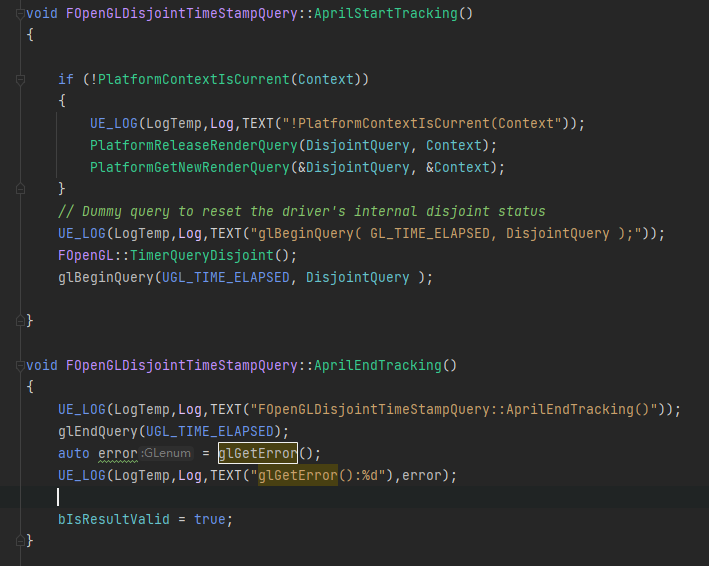 void FOpenGLDisjointTimeStampQuery::AprilStartTracking()
{
if (!PlatformContextIsCurrent(Context))
{
UE_LOG(LogTemp,Log,TEXT("!PlatformContextIsCurrent(Context"));
PlatformReleaseRenderQuery(DisjointQuery, Context);
PlatformGetNewRenderQuery(&DisjointQuery, &Context);
}
// Dummy query to reset the driver's internal disjoint status
UE_LOG(LogTemp,Log,TEXT("glBeginQuery( GL_TIME_ELAPSED, DisjointQuery );"));
FOpenGL::TimerQueryDisjoint();
glBeginQuery(UGL_TIME_ELAPSED, DisjointQuery );
}
void FOpenGLDisjointTimeStampQuery::AprilEndTracking()
{
UE_LOG(LogTemp,Log,TEXT("FOpenGLDisjointTimeStampQuery::AprilEndTracking()"));
glEndQuery(UGL_TIME_ELAPSED);
auto error :GLenum = glGetError();
UE_LOG(LogTemp,Log,TEXT("glGetError():%d"),error);
bIsResultValid = true;
}